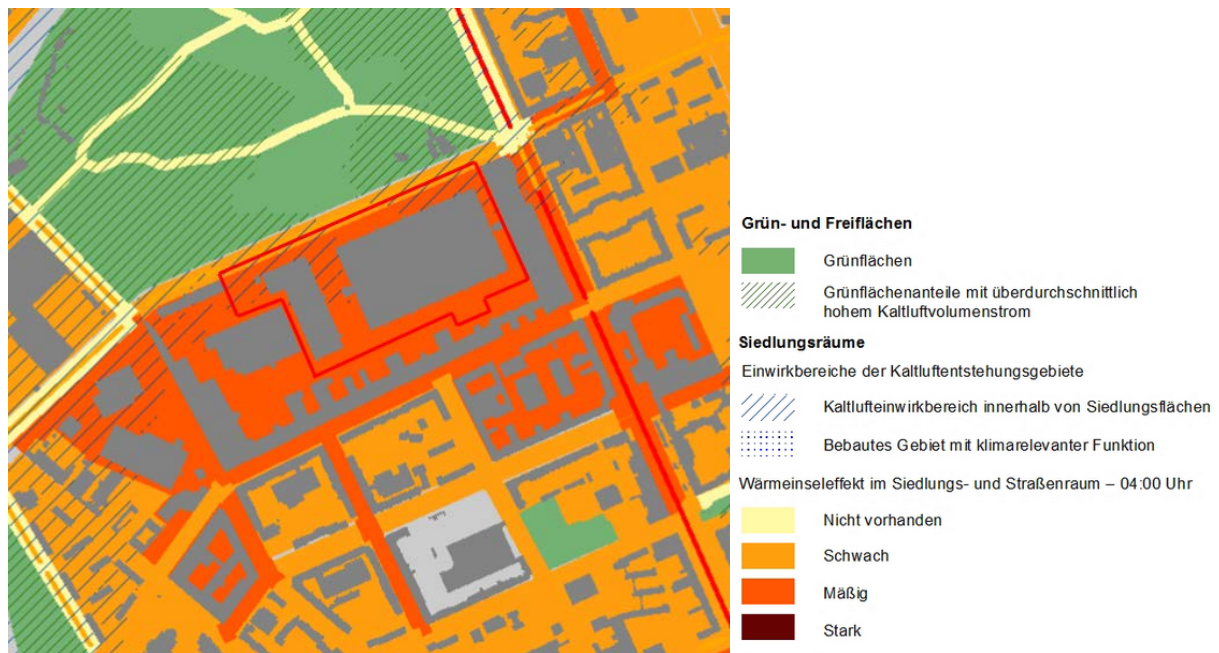 Grün- und Freiflächen
Grünflächen
Grünflächenanteile mit überdurchschnittlich
hohem Kaltluftvolumenstrom
Siedlungsräume
Einwirkbereiche der Kaltluftentstehungsgebiete
Kaltlufteinwirkbereich innerhalb von Siedlungsflächen
Bebautes Gebiet mit klimarelevanter Funktion
Wärmeinseleffekt im Siedlungs- und Straßenraum – 04:00 Uhr
Nicht vorhanden
Schwach
Mäßig
Stark